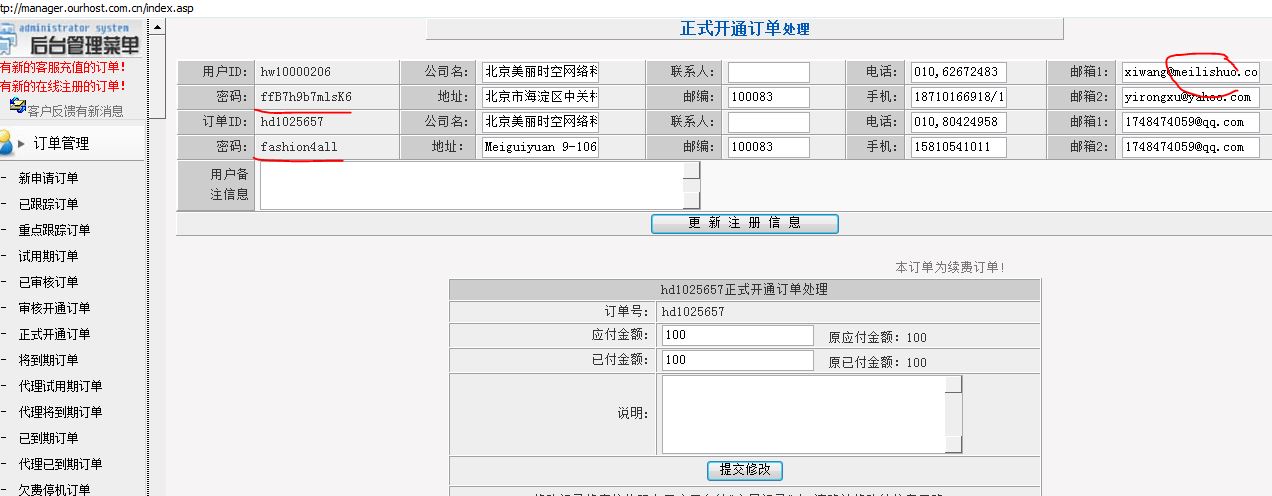 tp://manager.ourhost.com.cn/index.asp
administrator system
后台管理菜单
有新的客服充值的订单!
有新的在线注册的订单!
客户反馈有新消息
订单管理
- 新申请订单
- 已跟踪订单
- 重点跟踪订单
- 试用期订单
- 已审核订单
- 审核开通订单
- 正式开通订单
- 将到期订单
- 代理试用期订单
- 代理将到期订单
- 已到期订单
- 代理已到期订单
- 欠费停机订单
正式开通订单处理
用户ID: hw10000206 公司名: 北京美丽时空网络科 联系人: 电话: 010,62672483 邮箱1: xiwang@meilishuo.co
密码: ffB7h9b7mlsK6 地址: 北京市海淀区中关村 邮编: 100083 手机: 18710166918/1 邮箱2: yirongxu@yahoo.com
订单ID: hd1025657 公司名: 北京美丽时空网络科 联系人: 电话: 010,80424958 邮箱1: 1748474059@qq.com
密码: fashion4all 地址: Meiguiyuan 9-106 邮编: 100083 手机: 15810541011 邮箱2: 1748474059@qq.com
用户备
注信息
更 新 注 册 信 息
本订单为续费订单!
hd1025657正式开通订单处理
订单号: hd1025657
应付金额: 100 原应付金额: 100
已付金额: 100 原已付金额: 100
说明:
提交修改